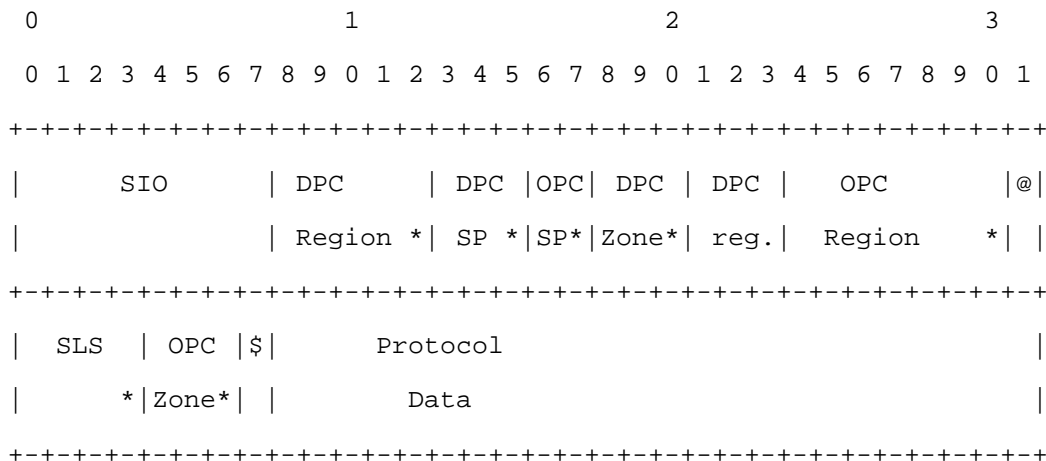 0                   1                   2                   3
 0 1 2 3 4 5 6 7 8 9 0 1 2 3 4 5 6 7 8 9 0 1 2 3 4 5 6 7 8 9 0 1
+-+-+-+-+-+-+-+-+-+-+-+-+-+-+-+-+-+-+-+-+-+-+-+-+-+-+-+-+-+-+-+-+
|      SIO      | DPC     | DPC |OPC| DPC | DPC |   OPC       |@|
|               | Region *| SP *|SP*|Zone*| reg.|  Region    *| |
+-+-+-+-+-+-+-+-+-+-+-+-+-+-+-+-+-+-+-+-+-+-+-+-+-+-+-+-+-+-+-+-+
|  SLS  | OPC |$|      Protocol                                 |
|      *|Zone*| |        Data                                   |
+-+-+-+-+-+-+-+-+-+-+-+-+-+-+-+-+-+-+-+-+-+-+-+-+-+-+-+-+-+-+-+-+